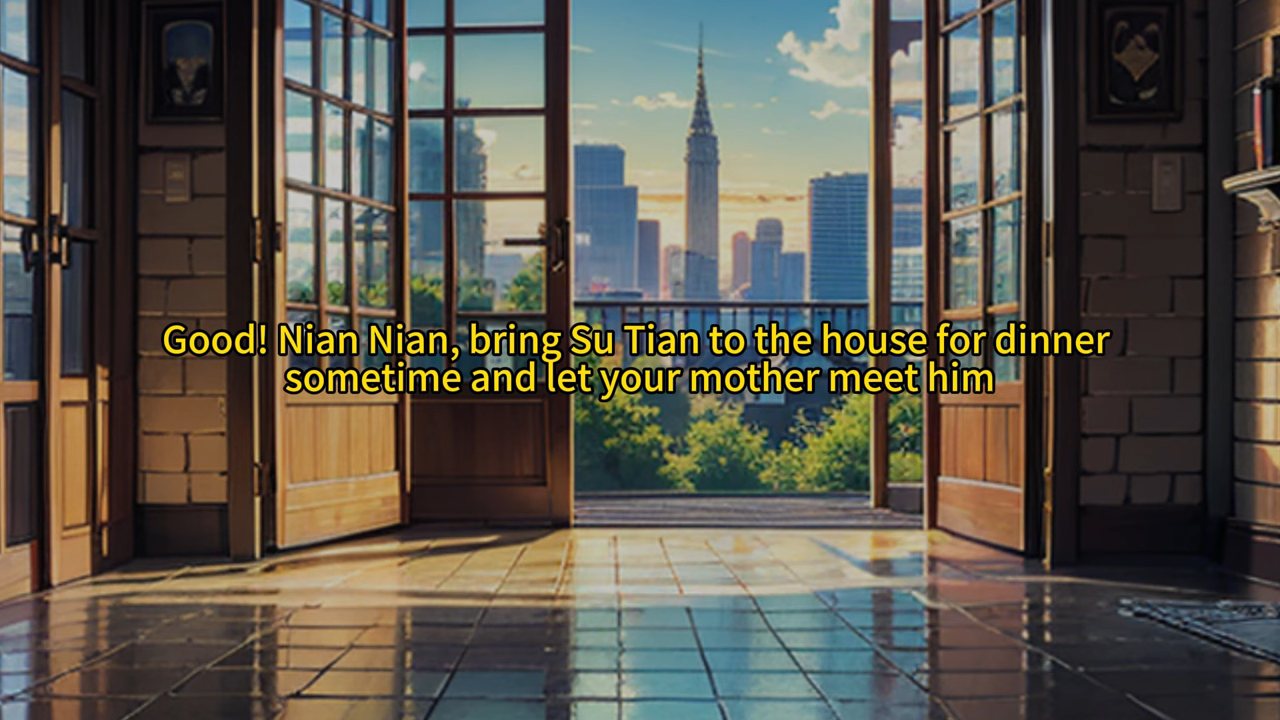 Good! Nian Nian, bring Su Tian to the house for dinner
sometime and let your mother meet him